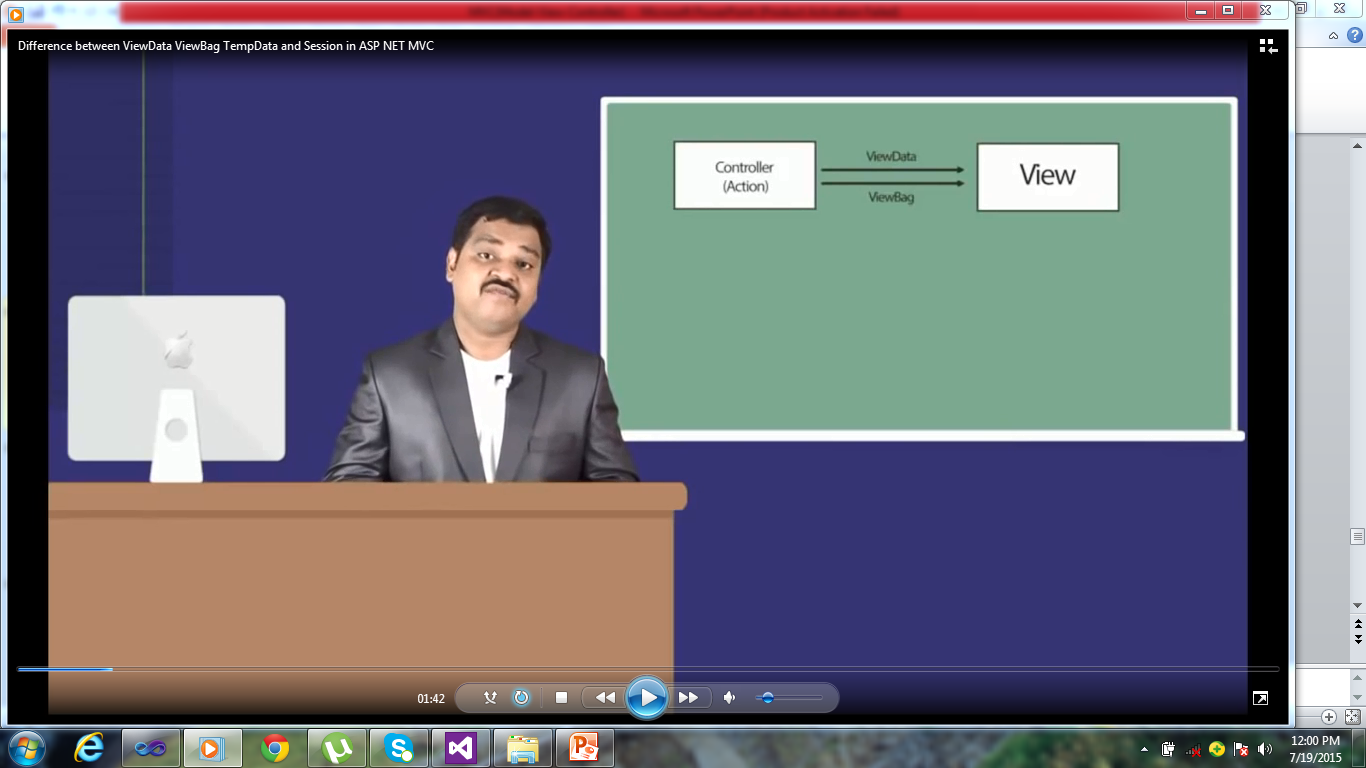 Difference between ViewData ViewBag TempData and Session in ASP NET MVC
Controller
(Action)
ViewData
ViewBag
View
01:42
12:00 PM
7/19/2015